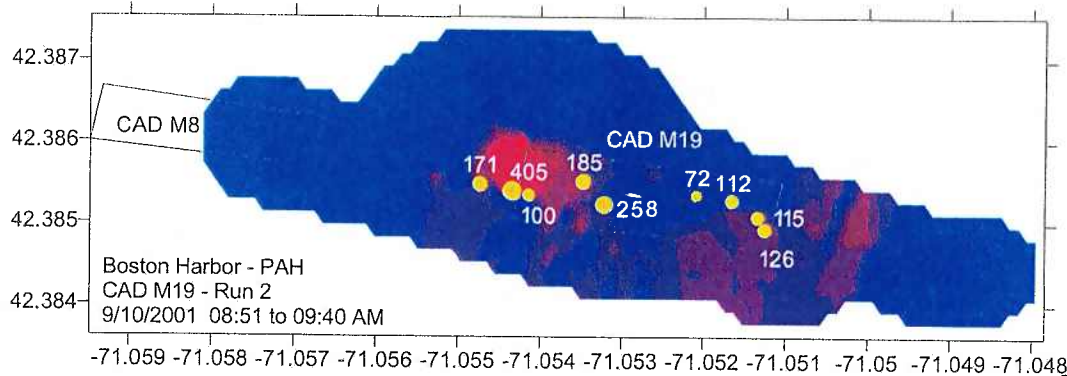 42.387
42.386
42.385
42.384
CAD M8
CAD M19
171
405
185
100
258
72
112
115
126
Boston Harbor - PAH
CAD M19 - Run 2
9/10/2001 08:51 to 09:40 AM
-71.059 -71.058 -71.057 -71.056 -71.055 -71.054 -71.053 -71.052 -71.051 -71.05 -71.049 -71.048